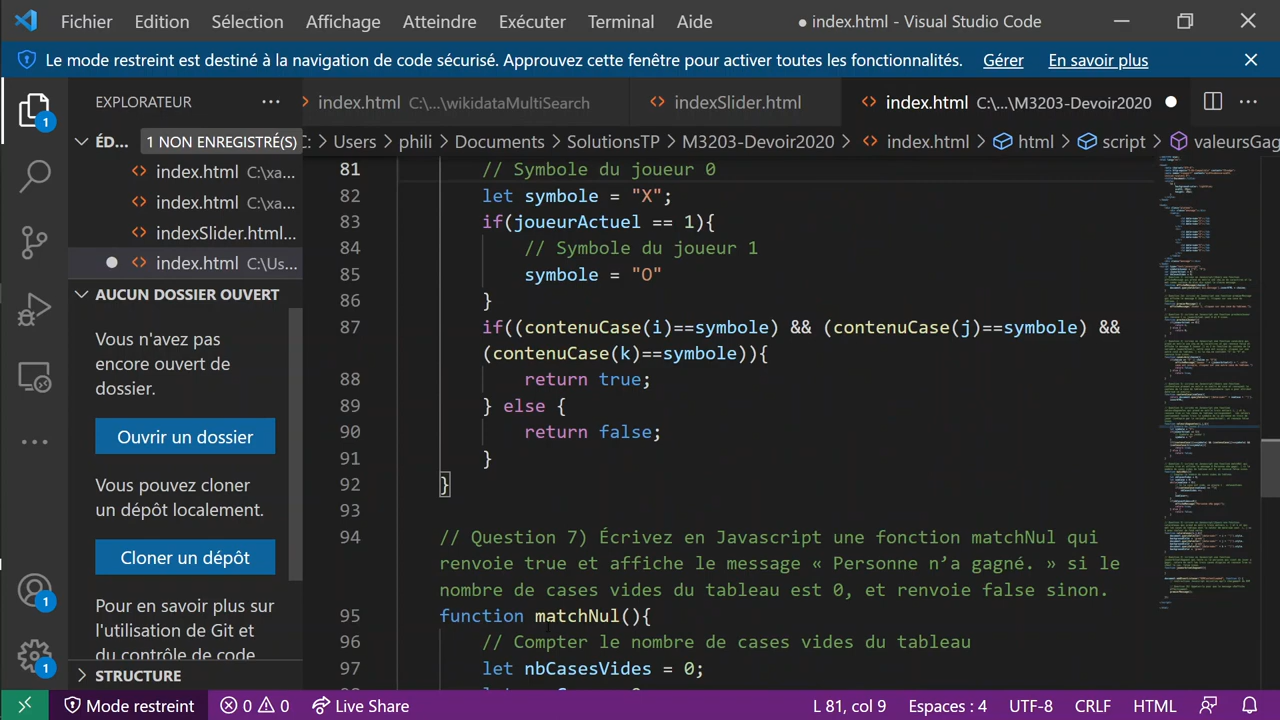 Fichier Edition Sélection Affichage Atteindre Exécuter Terminal Aide ● index.html - Visual Studio Code
Le mode restreint est destiné à la navigation de code sécurisé. Approuvez cette fenêtre pour activer toutes les fonctionnalités. Gérer En savoir plus
EXPLORATEUR
ÉD... 1 NON ENREGISTRÉ(S)
index.html C:\xa...
index.html C:\xa...
indexSlider.html...
index.html C:\Us...
AUCUN DOSSIER OUVERT
Vous n'avez pas
encore ouvert de
dossier.
Ouvrir un dossier
Vous pouvez cloner
un dépôt localement.
Cloner un dépôt
Pour en savoir plus sur
l'utilisation de Git et
du contrôle de code
STRUCTURE
index.html C:\...\wikidataMultiSearch indexSlider.html index.html C:\...\M3203-Devoir2020
C: > Users > phili > Documents > SolutionsTP > M3203-Devoir2020 > index.html > html > script > valeursGag
81 // Symbole du joueur 0
82 let symbole = "X";
83 if(joueurActuel == 1){
84 // Symbole du joueur 1
85 symbole = "O"
86 }
87 if((contenuCase(i)==symbole) && (contenuCase(j)==symbole) &&
(contenuCase(k)==symbole)){
88 return true;
89 } else {
90 return false;
91 }
92 }
93
94 // Question 7) Écrivez en Javascript une fonction matchNul qui
renvoie true et affiche le message « Personne n’a gagné. » si le
nombre de cases vides du tableau est 0, et renvoie false sinon.
95 function matchNul(){
96 // Compter le nombre de cases vides du tableau
97 let nbCasesVides = 0;
Mode restreint 0 0 Live Share L 81, col 9 Espaces : 4 UTF-8 CRLF HTML